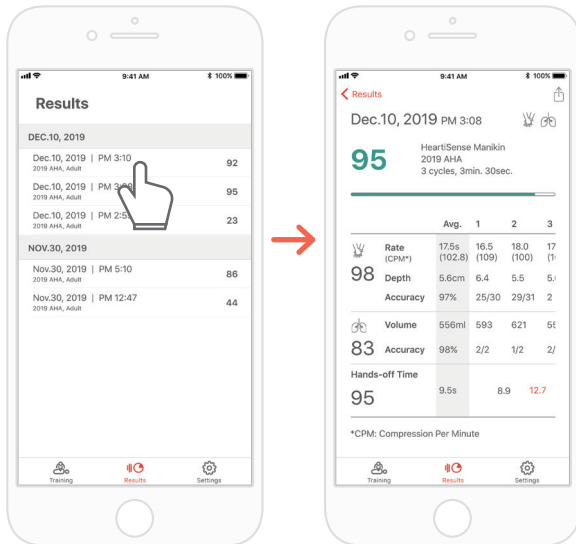 9:41 AM
100%
Results
DEC.10, 2019
Dec.10, 2019 | PM 3:10
2019 AHA, Adult
92
Dec.10, 2019 | PM 3:
2019 AHA, Adult
95
Dec.10, 2019 | PM 2:5
2019 AHA, Adult
23
NOV.30, 2019
Nov.30, 2019 | PM 5:10
2019 AHA, Adult
86
Nov.30, 2019 | PM 12:47
2019 AHA, Adult
44
Training Results Settings
9:41 AM
100%
Results
Dec.10, 2019 PM 3:08
95
HeartiSense Manikin
2019 AHA
3 cycles, 3min. 30sec.
Avg. 1 2 3
Rate 17.5s 16.5 18.0 17
(CPM*) (102.8) (109) (100) (1
98 Depth 5.6cm 6.4 5.5 5.
Accuracy 97% 25/30 29/31 2
Volume 556ml 593 621 55
83 Accuracy 98% 2/2 1/2 2/
Hands-off Time
95 9.5s 8.9 12.7
*CPM: Compression Per Minute
Training Results Settings